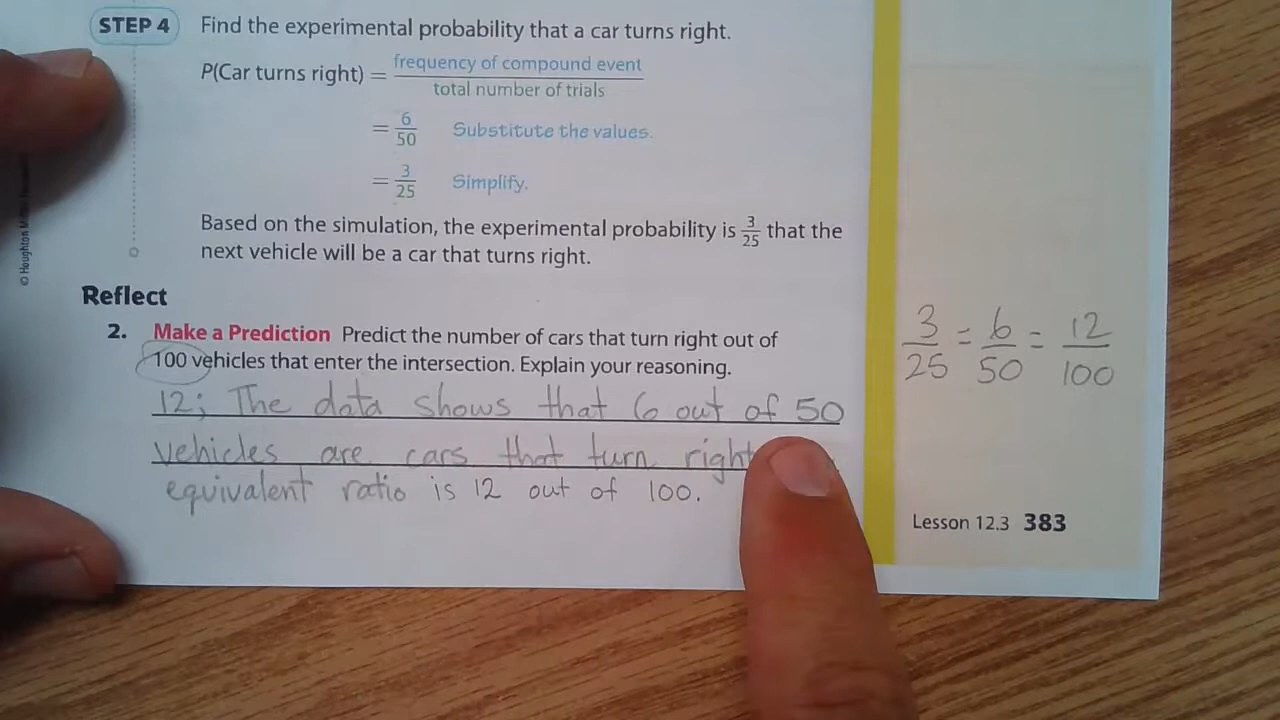 STEP 4 Find the experimental probability that a car turns right.
P(Car turns right) = frequency of compound event / total number of trials
= 6/50 Substitute the values.
= 3/25 Simplify.
Based on the simulation, the experimental probability is 3/25 that the
next vehicle will be a car that turns right.
© Houghton Mifflin
Reflect
2. Make a Prediction Predict the number of cars that turn right out of
100 vehicles that enter the intersection. Explain your reasoning.
12; The data shows that 6 out of 50
vehicles are cars that turn right
equivalent ratio is 12 out of 100.
3/25 = 6/50 = 12/100
Lesson 12.3 383